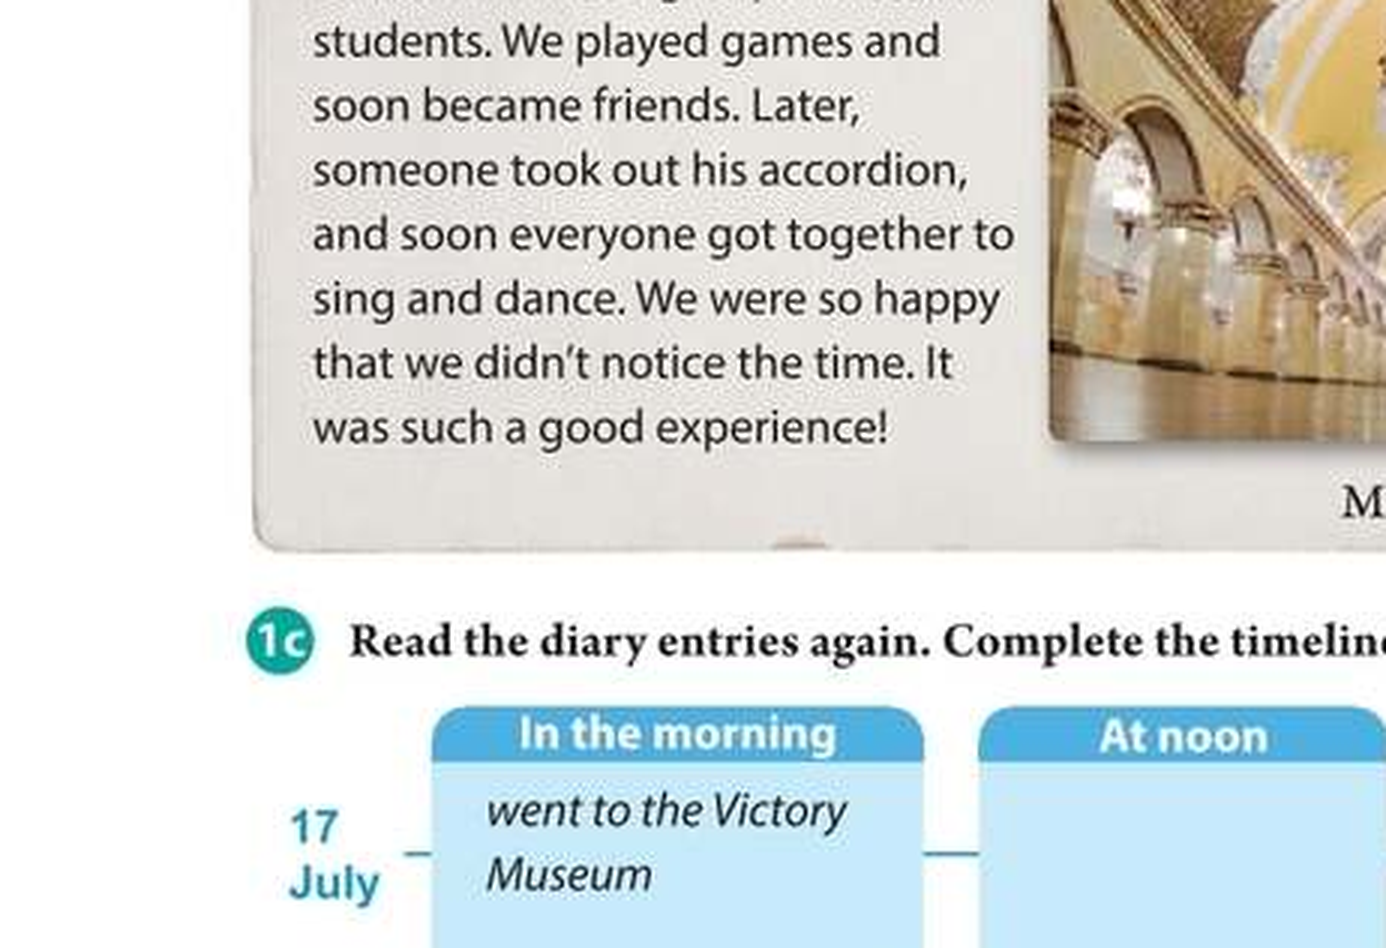 students. We played games and
soon became friends. Later,
someone took out his accordion,
and soon everyone got together to
sing and dance. We were so happy
that we didn't notice the time. It
was such a good experience!
M
1c Read the diary entries again. Complete the timeline
In the morning
At noon
17
July
went to the Victory
Museum